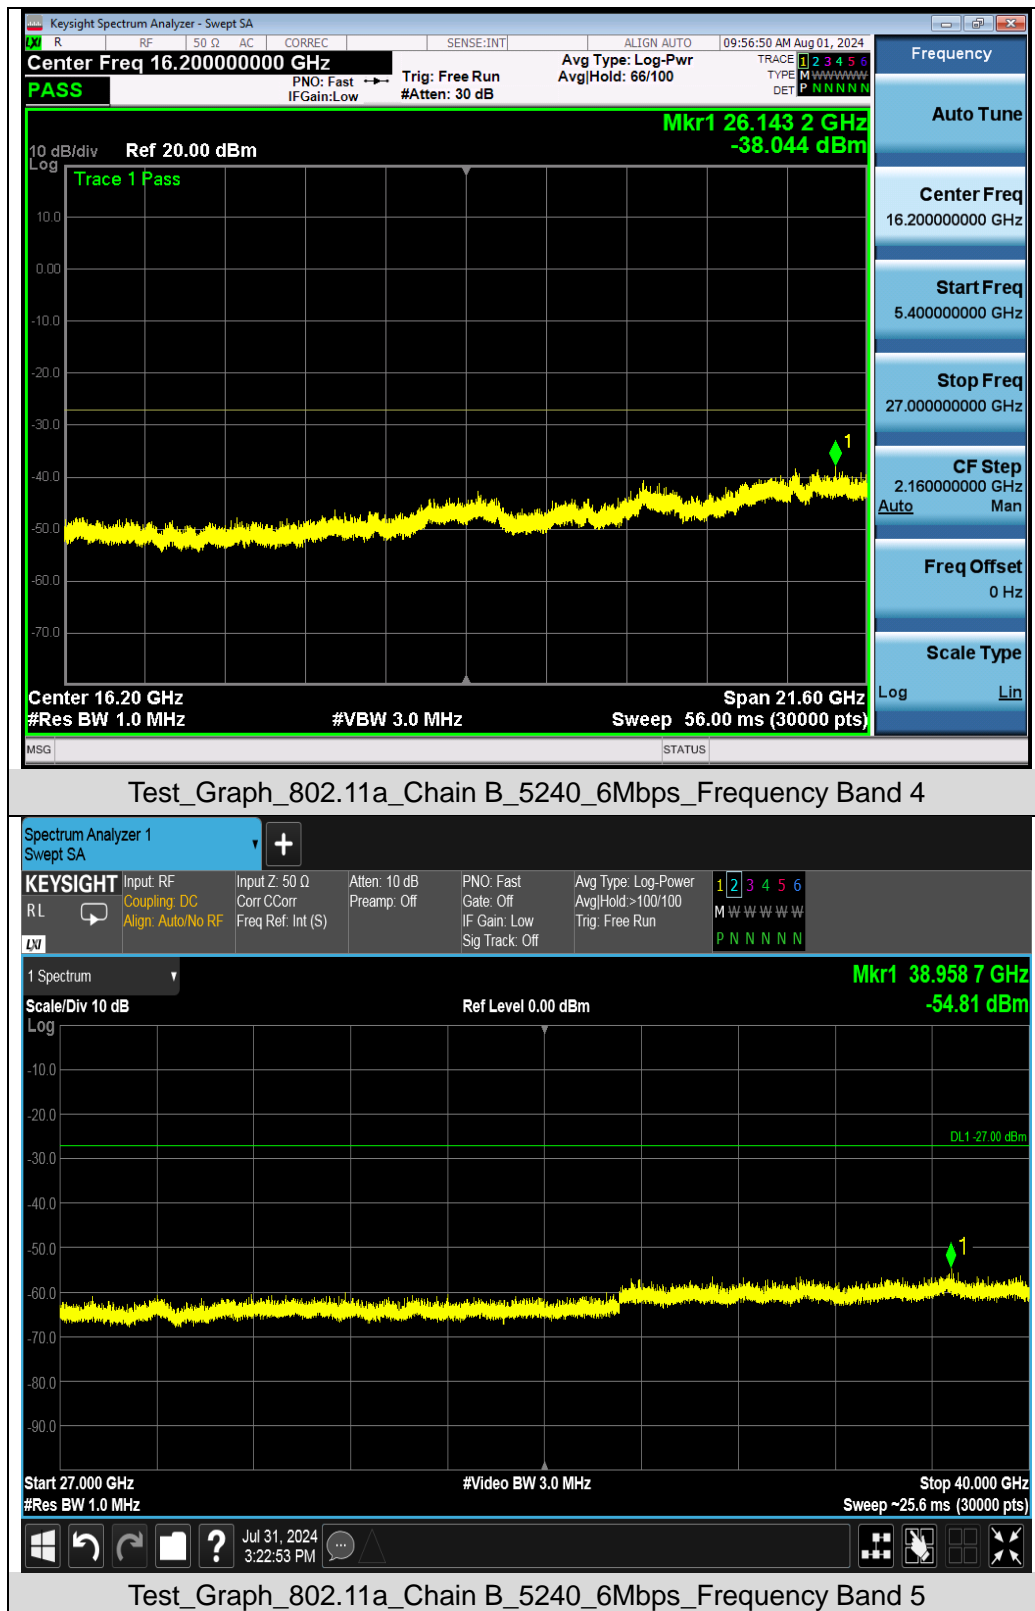 Keysight Spectrum Analyzer - Swept SA
LXI R RF 50 Ω AC CORREC SENSE:INT ALIGN AUTO 09:56:50 AM Aug 01, 2024
Center Freq 16.200000000 GHz
PASS
PNO: Fast
IFGain:Low
Trig: Free Run
#Atten: 30 dB
Avg Type: Log-Pwr
Avg|Hold: 66/100
TRACE 1 2 3 4 5 6
TYPE M WWWWW
DET P N N N N N
Mkr1 26.143 2 GHz
-38.044 dBm
10 dB/div Ref 20.00 dBm
Log
Trace 1 Pass
10.0
0.00
-10.0
-20.0
-30.0
-40.0
-50.0
-60.0
-70.0
1
Center 16.20 GHz Span 21.60 GHz
#Res BW 1.0 MHz #VBW 3.0 MHz Sweep 56.00 ms (30000 pts)
MSG STATUS
Frequency
Auto Tune
Center Freq
16.200000000 GHz
Start Freq
5.400000000 GHz
Stop Freq
27.000000000 GHz
CF Step
2.160000000 GHz
Auto Man
Freq Offset
0 Hz
Scale Type
Log Lin
Test_Graph_802.11a_Chain B_5240_6Mbps_Frequency Band 4
Spectrum Analyzer 1
Swept SA
KEYSIGHT
R L
LXI
Input: RF
Coupling: DC
Align: Auto/No RF
Input Z: 50 Ω
Corr CCorr
Freq Ref: Int (S)
Atten: 10 dB
Preamp: Off
PNO: Fast
Gate: Off
IF Gain: Low
Sig Track: Off
Avg Type: Log-Power
Avg|Hold:>100/100
Trig: Free Run
1 2 3 4 5 6
M W W W W W
P N N N N N
1 Spectrum
Mkr1 38.958 7 GHz
Scale/Div 10 dB Ref Level 0.00 dBm -54.81 dBm
Log
-10.0
-20.0
DL1 -27.00 dBm
-30.0
-40.0
-50.0
1
-60.0
-70.0
-80.0
-90.0
Start 27.000 GHz #Video BW 3.0 MHz Stop 40.000 GHz
#Res BW 1.0 MHz Sweep ~25.6 ms (30000 pts)
Jul 31, 2024
3:22:53 PM
Test_Graph_802.11a_Chain B_5240_6Mbps_Frequency Band 5